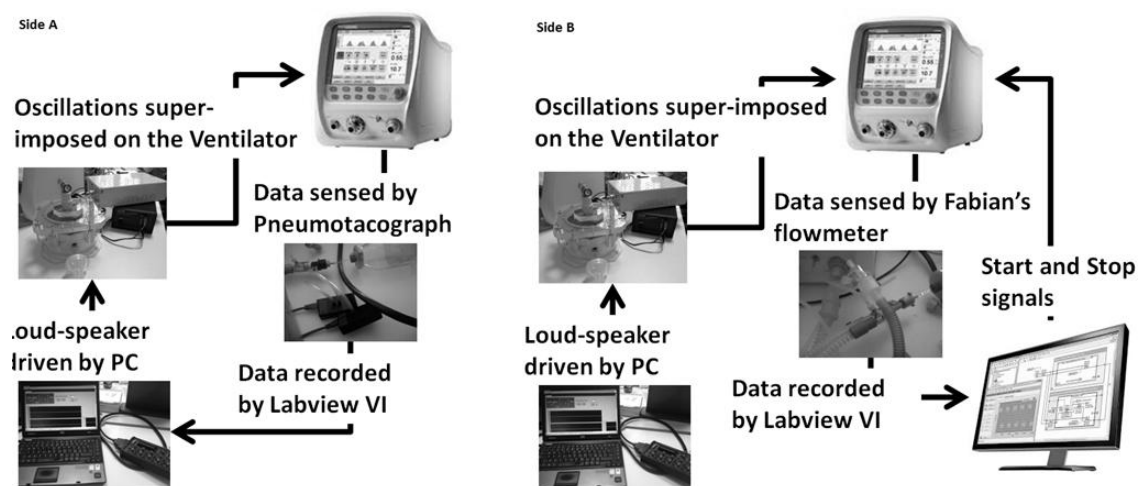 Side A
Oscillations super-
imposed on the Ventilator
Data sensed by
Pneumotacograph
Loud-speaker
driven by PC
Data recorded
by Labview VI
Side B
Oscillations super-imposed
on the Ventilator
Data sensed by Fabian's
flowmeter
Start and Stop
signals
Loud-speaker
driven by PC
Data recorded
by Labview VI